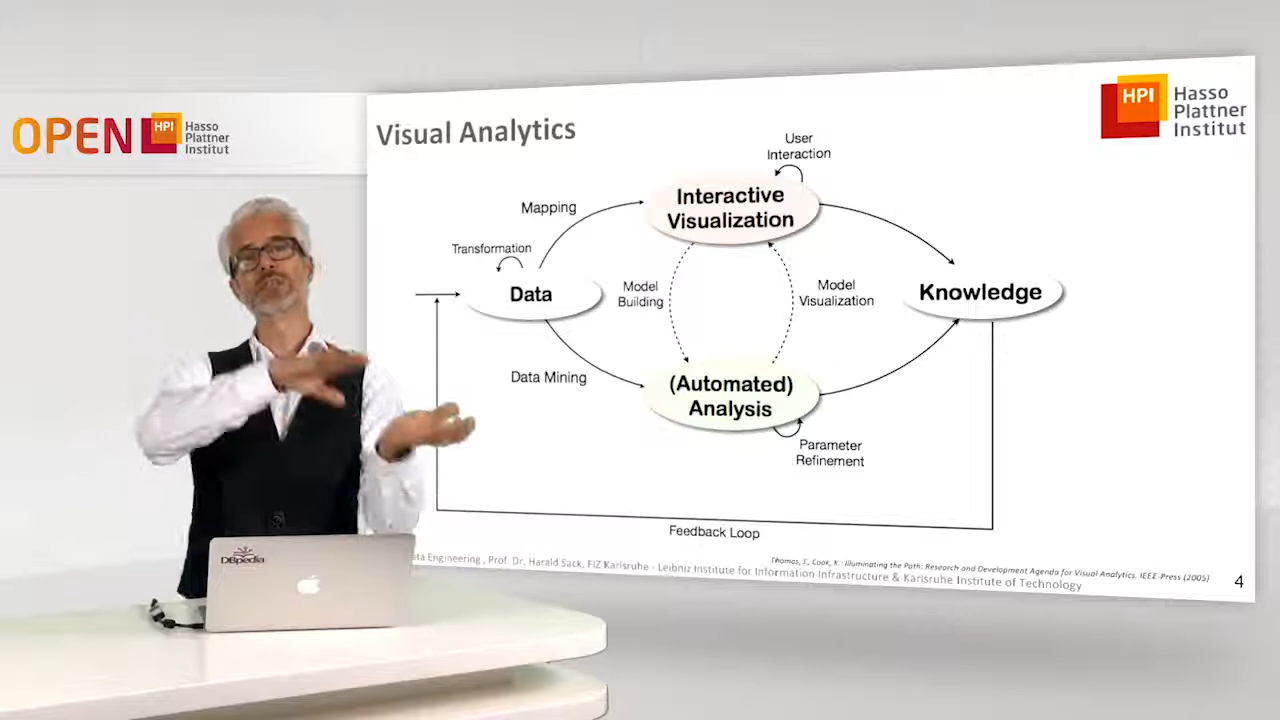 OPEN
HPI
Hasso
Plattner
Institut
Visual Analytics
HPI
Hasso
Plattner
Institut
User
Interaction
Interactive
Visualization
Mapping
Transformation
Data
Model
Building
Model
Visualization
Knowledge
Data Mining
(Automated)
Analysis
Parameter
Refinement
Feedback Loop
Thomas, J., Cook, K.: Illuminating the Path: Research and Development Agenda for Visual Analytics. IEEE-Press (2005)
Engineering , Prof. Dr. Harald Sack, FIZ Karlsruhe - Leibniz Institute for Information Infrastructure & Karlsruhe Institute of Technology
4
DBpedia